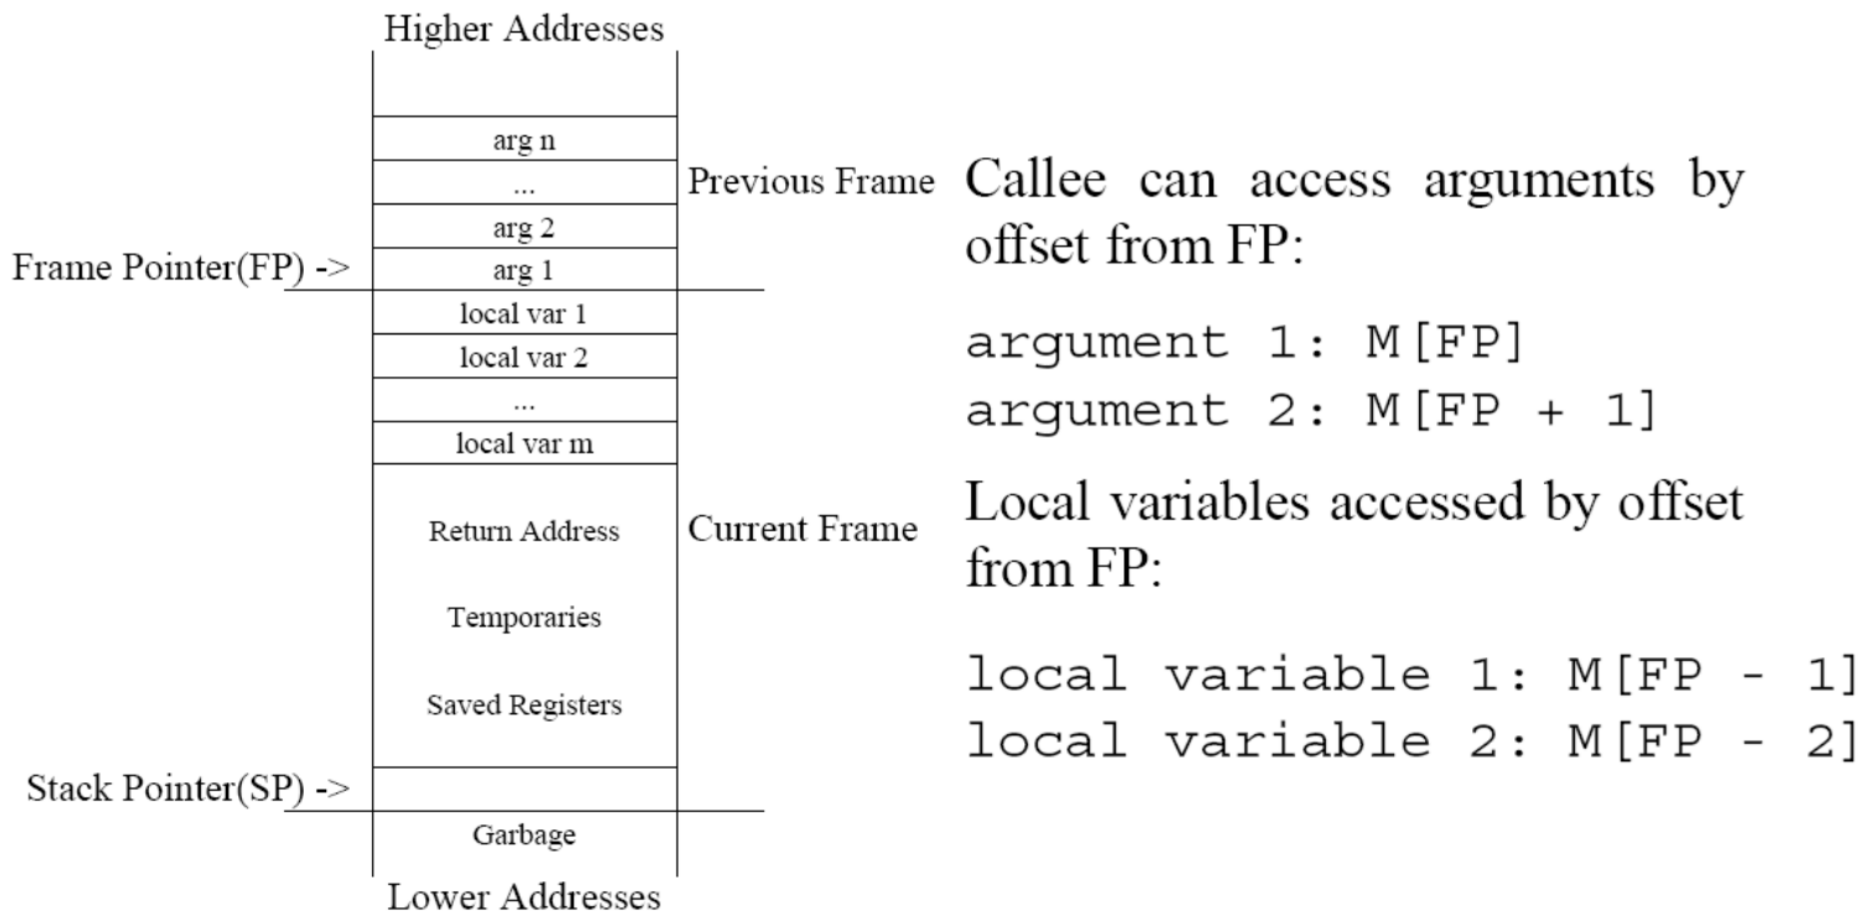 Higher Addresses
arg n
...
Previous Frame
arg 2
Frame Pointer(FP) ->
arg 1
local var 1
local var 2
...
local var m
Return Address
Current Frame
Temporaries
Saved Registers
Stack Pointer(SP) ->
Garbage
Lower Addresses
Callee can access arguments by
offset from FP:
argument 1: M[FP]
argument 2: M[FP + 1]
Local variables accessed by offset
from FP:
local variable 1: M[FP - 1]
local variable 2: M[FP - 2]